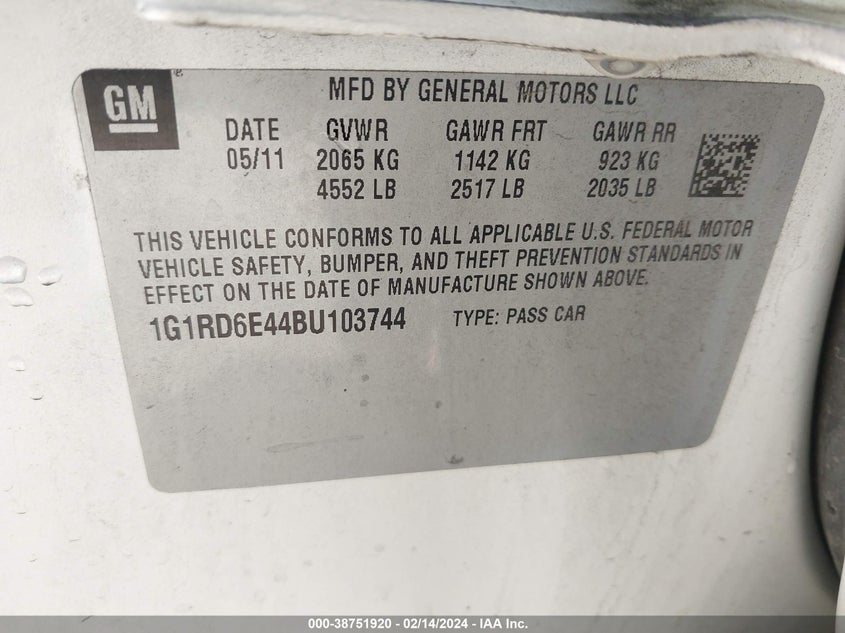 GM
MFD BY GENERAL MOTORS LLC
DATE GVWR GAWR FRT GAWR RR
05/11 2065 KG 1142 KG 923 KG
4552 LB 2517 LB 2035 LB
THIS VEHICLE CONFORMS TO ALL APPLICABLE U.S. FEDERAL MOTOR
VEHICLE SAFETY, BUMPER, AND THEFT PREVENTION STANDARDS IN
EFFECT ON THE DATE OF MANUFACTURE SHOWN ABOVE.
1G1RD6E44BU103744 TYPE: PASS CAR
000-38751920 - 02/14/2024 - IAA Inc.